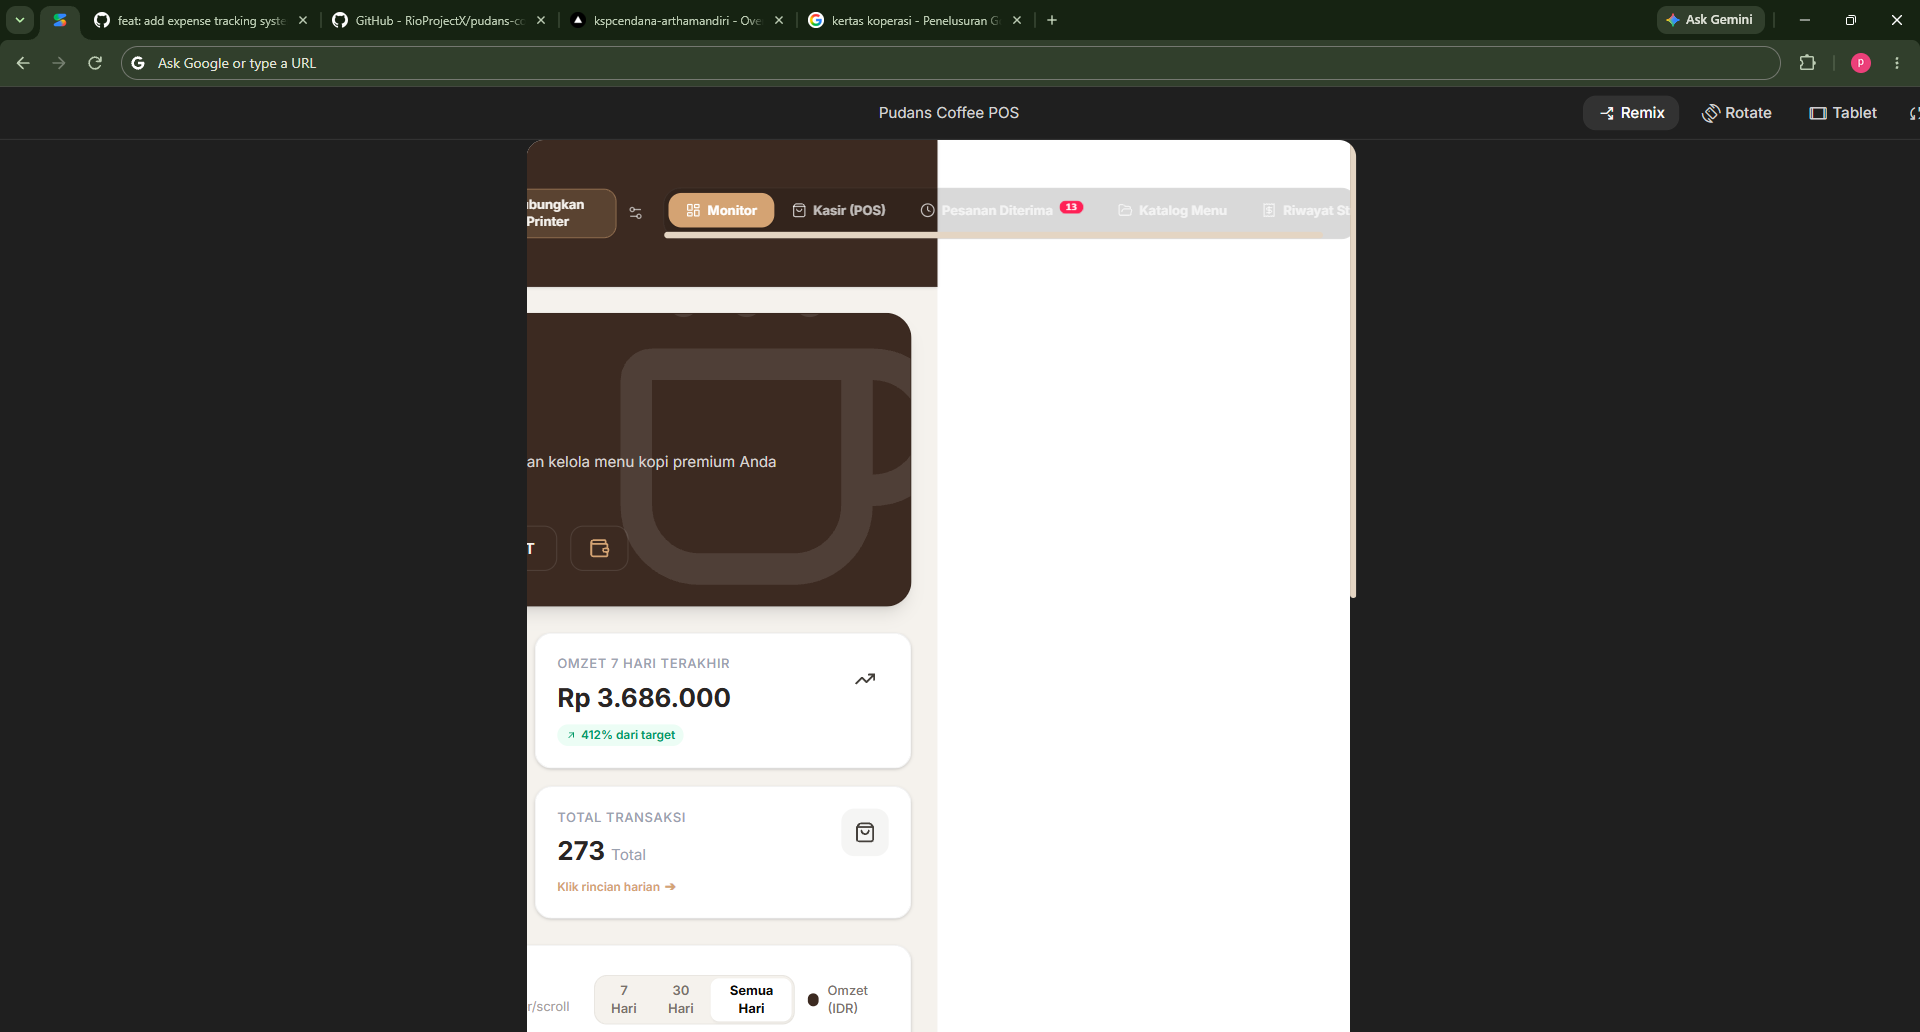 feat: add expense tracking syste
GitHub - RioProjectX/pudans-co
kspcendana-arthamandiri - Ove
kertas koperasi - Penelusuran G
Ask Gemini
Ask Google or type a URL
P
Pudans Coffee POS
Remix
Rotate
Tablet
bungkan
Printer
Monitor
Kasir (POS)
Pesanan Diterima
13
Katalog Menu
Riwayat St
an kelola menu kopi premium Anda
T
OMZET 7 HARI TERAKHIR
Rp 3.686.000
412% dari target
TOTAL TRANSAKSI
273 Total
Klik rincian harian ➔
r/scroll
7
Hari
30
Hari
Semua
Hari
Omzet
(IDR)